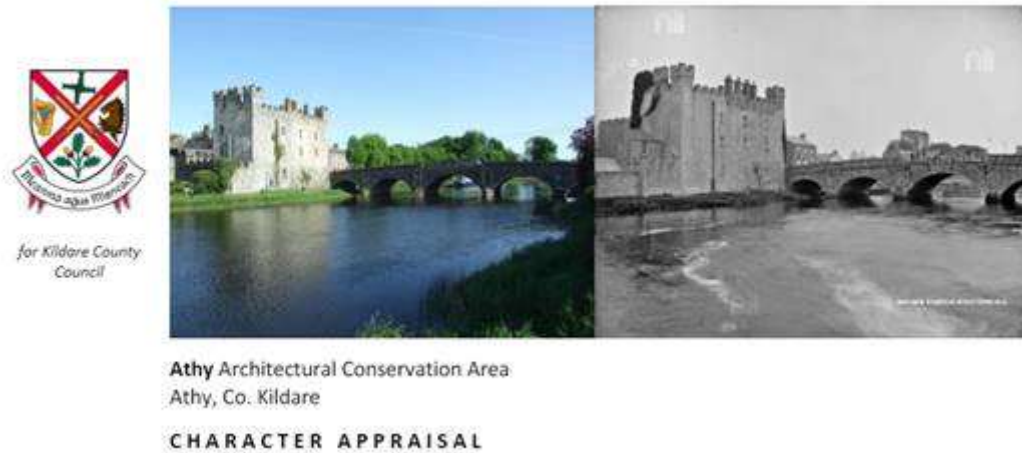 for Kildare County
Council
Athy Architectural Conservation Area
Athy, Co. Kildare
CHARACTER APPRAISAL